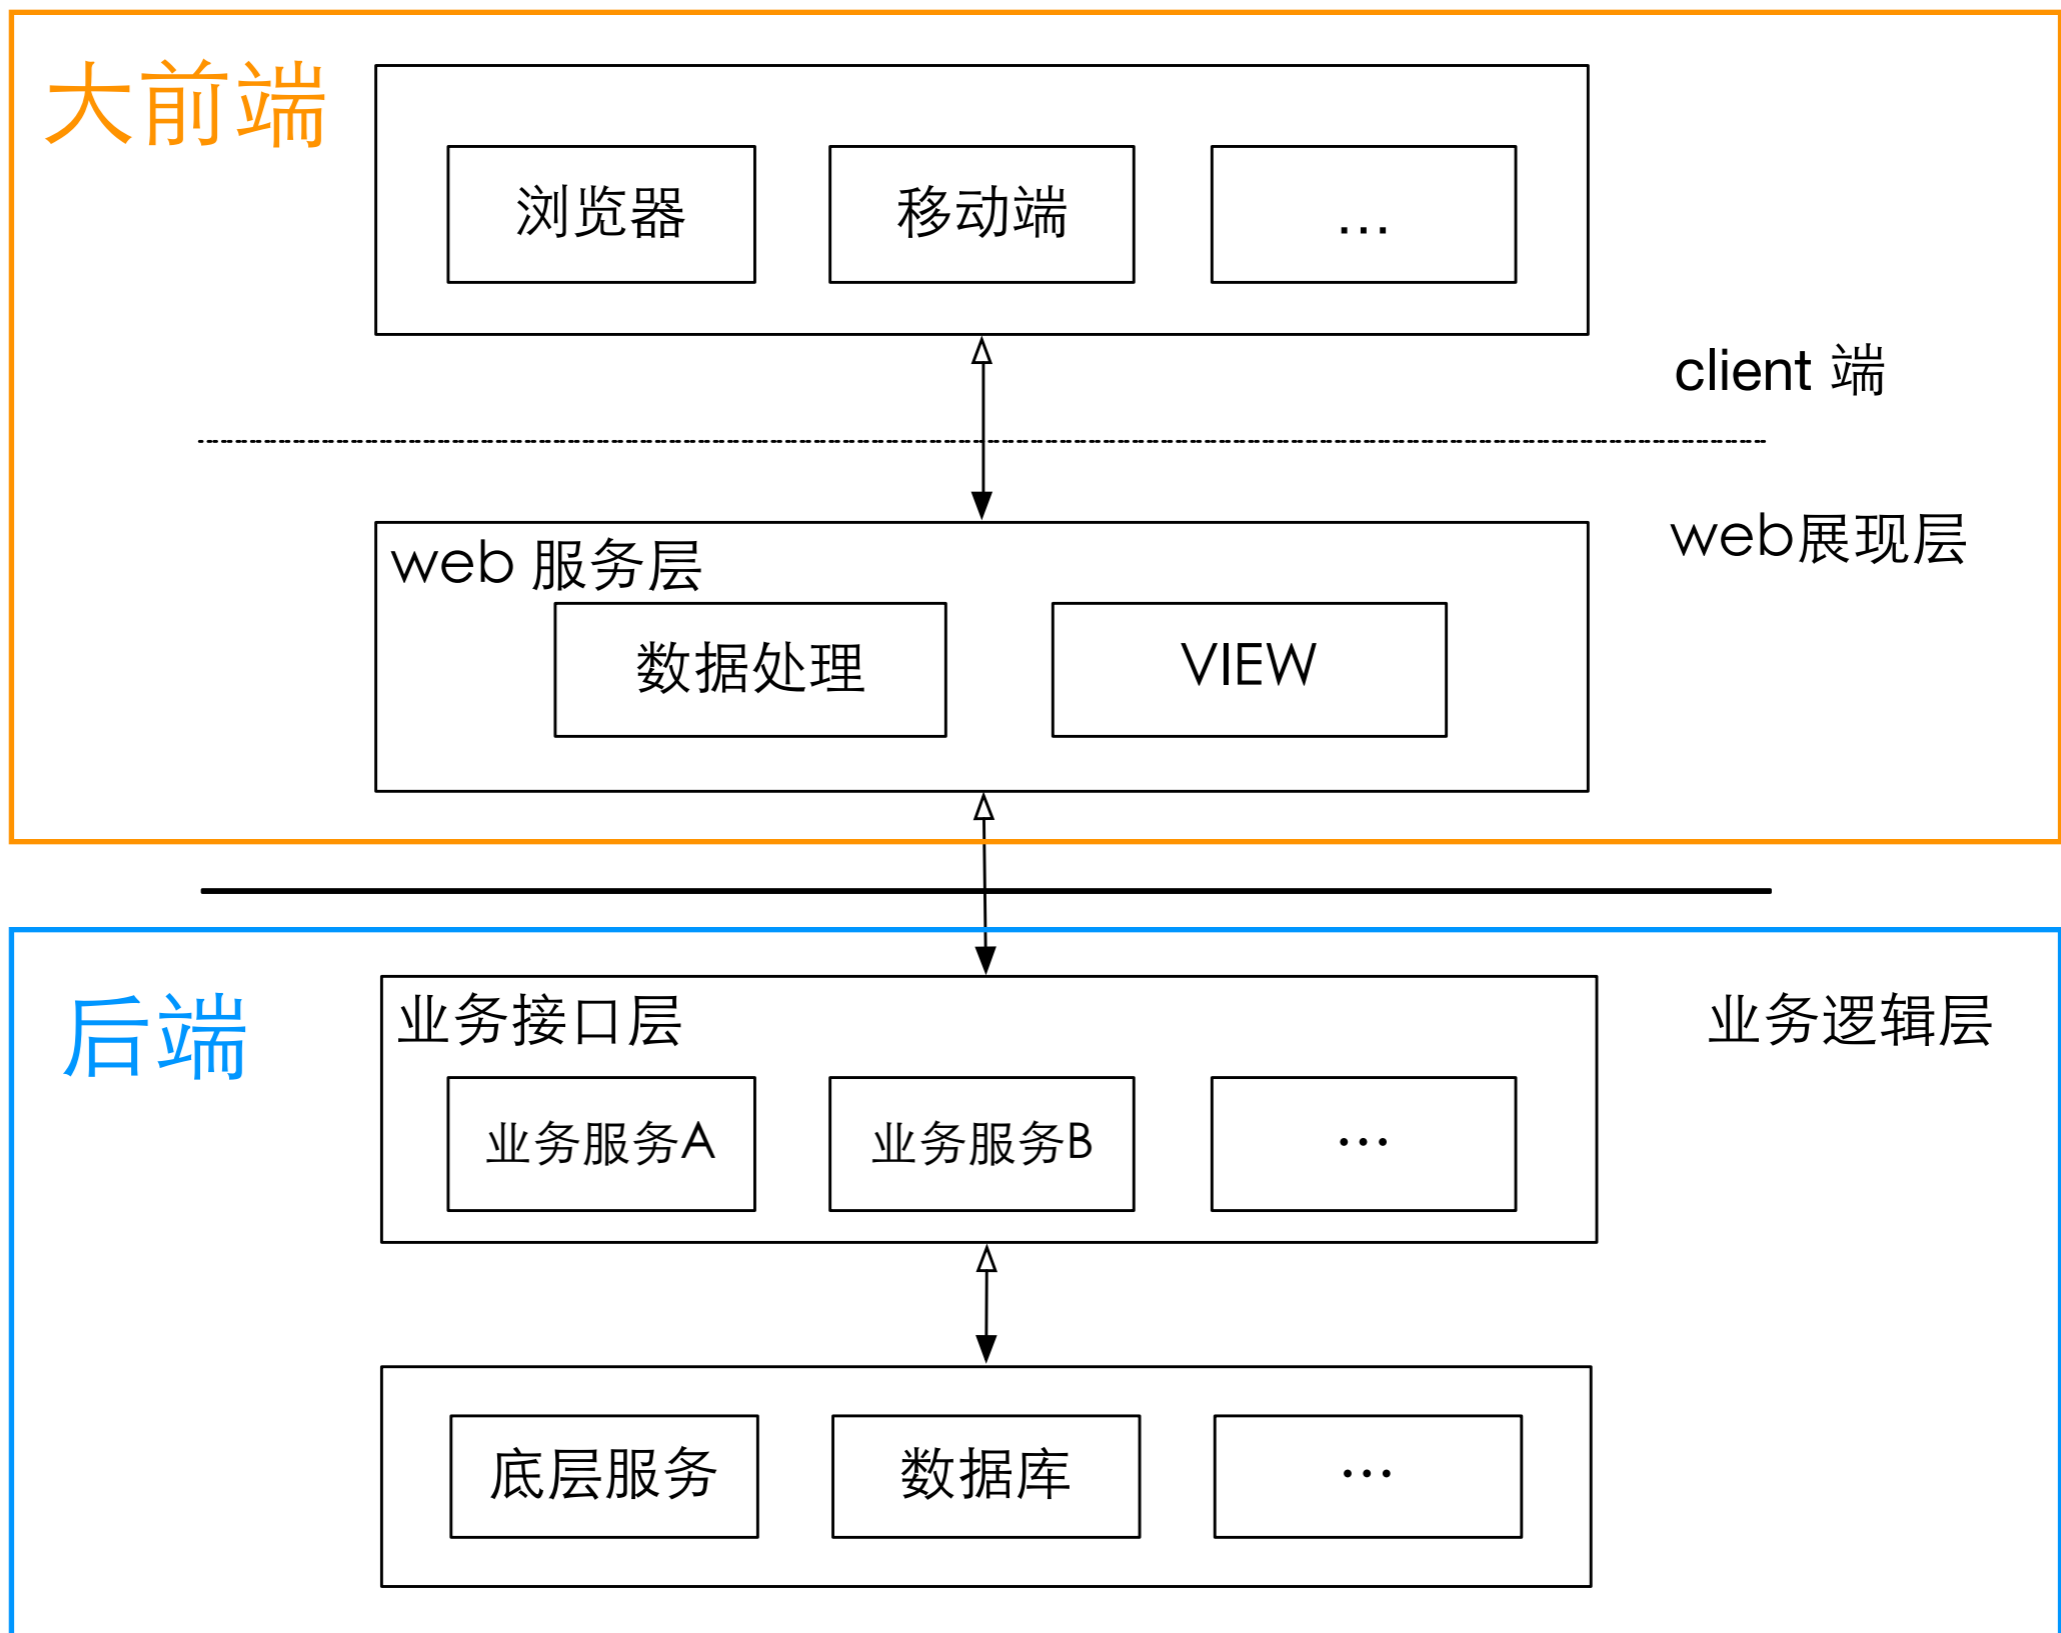 大前端
浏览器
移动端
...
client 端
web展现层
web 服务层
数据处理
VIEW
后端
业务接口层
业务逻辑层
业务服务A
业务服务B
...
底层服务
数据库
...